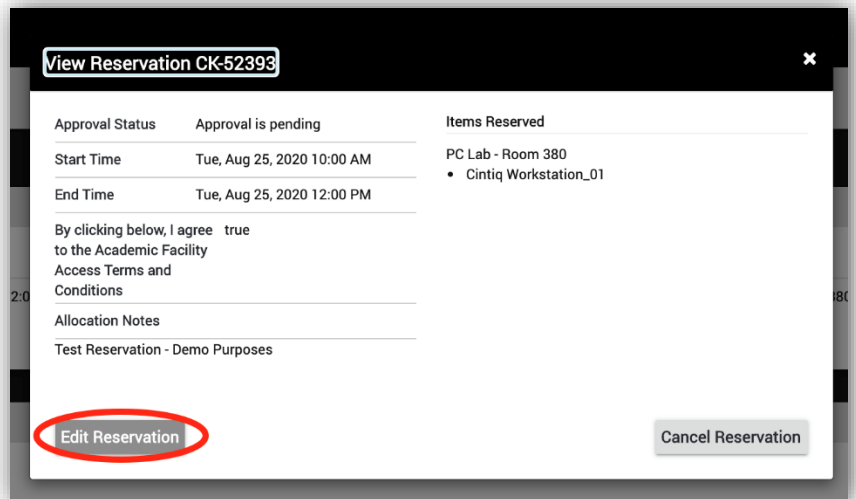 View Reservation CK-52393
✖
Approval Status Approval is pending
Start Time Tue, Aug 25, 2020 10:00 AM
End Time Tue, Aug 25, 2020 12:00 PM
By clicking below, I agree true
to the Academic Facility
Access Terms and
Conditions
Allocation Notes
Test Reservation - Demo Purposes
Items Reserved
PC Lab - Room 380
• Cintiq Workstation_01
2:0
380
Edit Reservation
Cancel Reservation